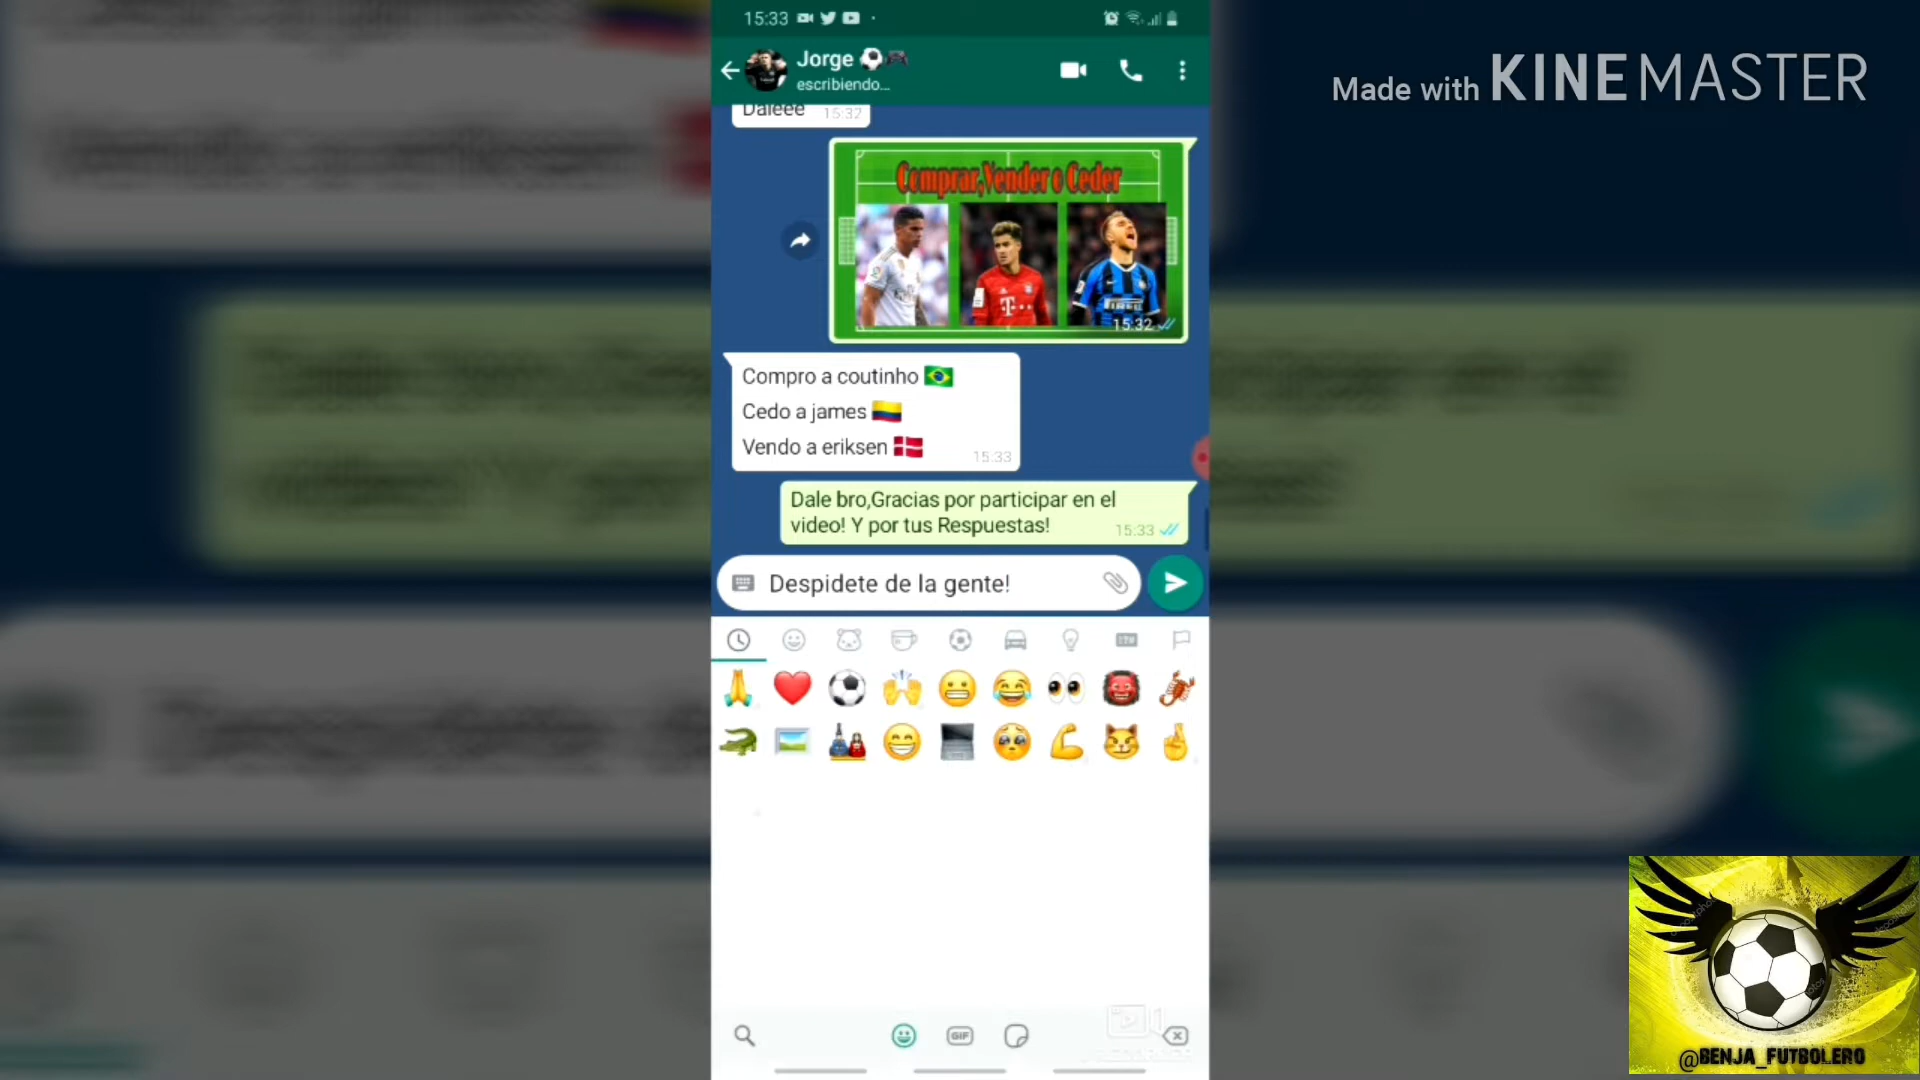 15:33
Made with KINEMASTER
Jorge
escribiendo...
Daleee 15:32
Comprar,Vender o Ceder
15:32
Compro a coutinho
Cedo a james
Vendo a eriksen
15:33
Dale bro,Gracias por participar en el
video! Y por tus Respuestas!
15:33
Despidete de la gente!
GIF
@BENJA_FUTBOLERO